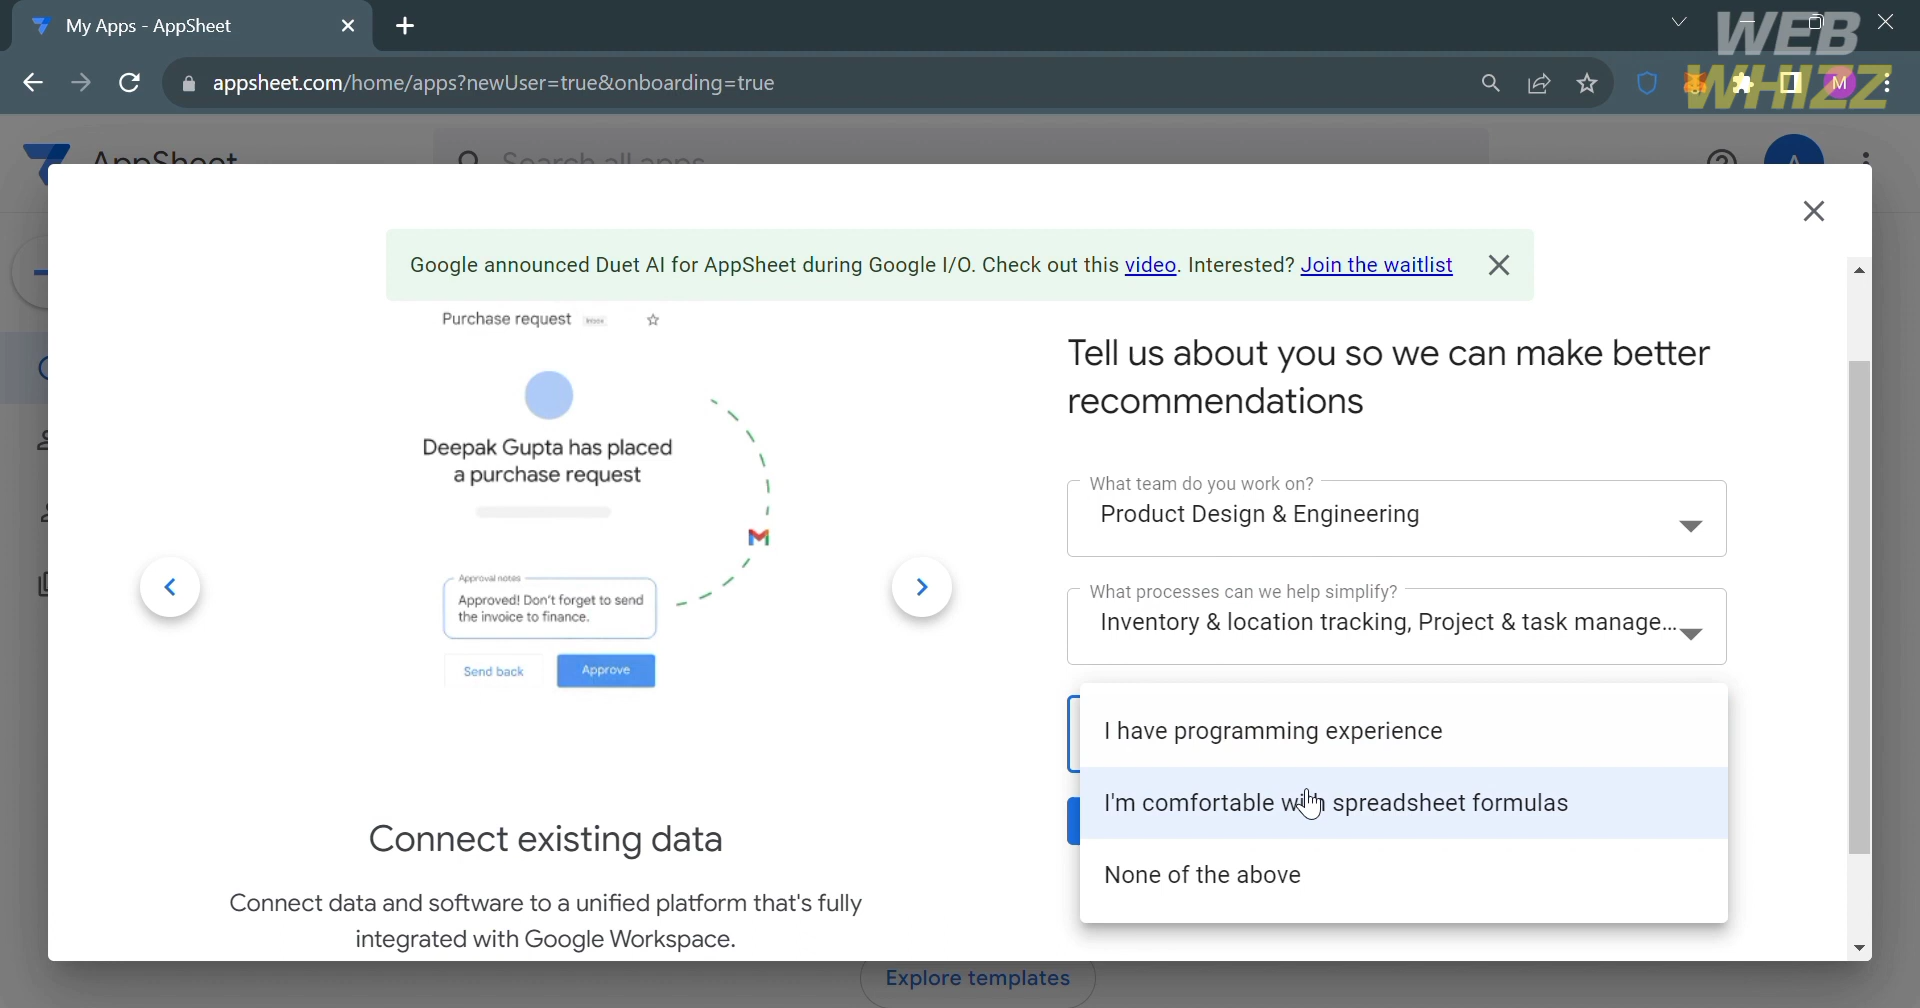 My Apps - AppSheet
WEB
WHIZZ
appsheet.com/home/apps?newUser=true&onboarding=true
M
AppSheet
Search all apps
A
Google announced Duet AI for AppSheet during Google I/O. Check out this video. Interested? Join the waitlist
Purchase request Inbox
Deepak Gupta has placed
a purchase request
Approval notes
Approved! Don't forget to send
the invoice to finance.
Send back
Approve
Connect existing data
Connect data and software to a unified platform that's fully
integrated with Google Workspace.
Tell us about you so we can make better
recommendations
What team do you work on?
Product Design & Engineering
What processes can we help simplify?
Inventory & location tracking, Project & task manage...
I have programming experience
I'm comfortable with spreadsheet formulas
None of the above
Explore templates